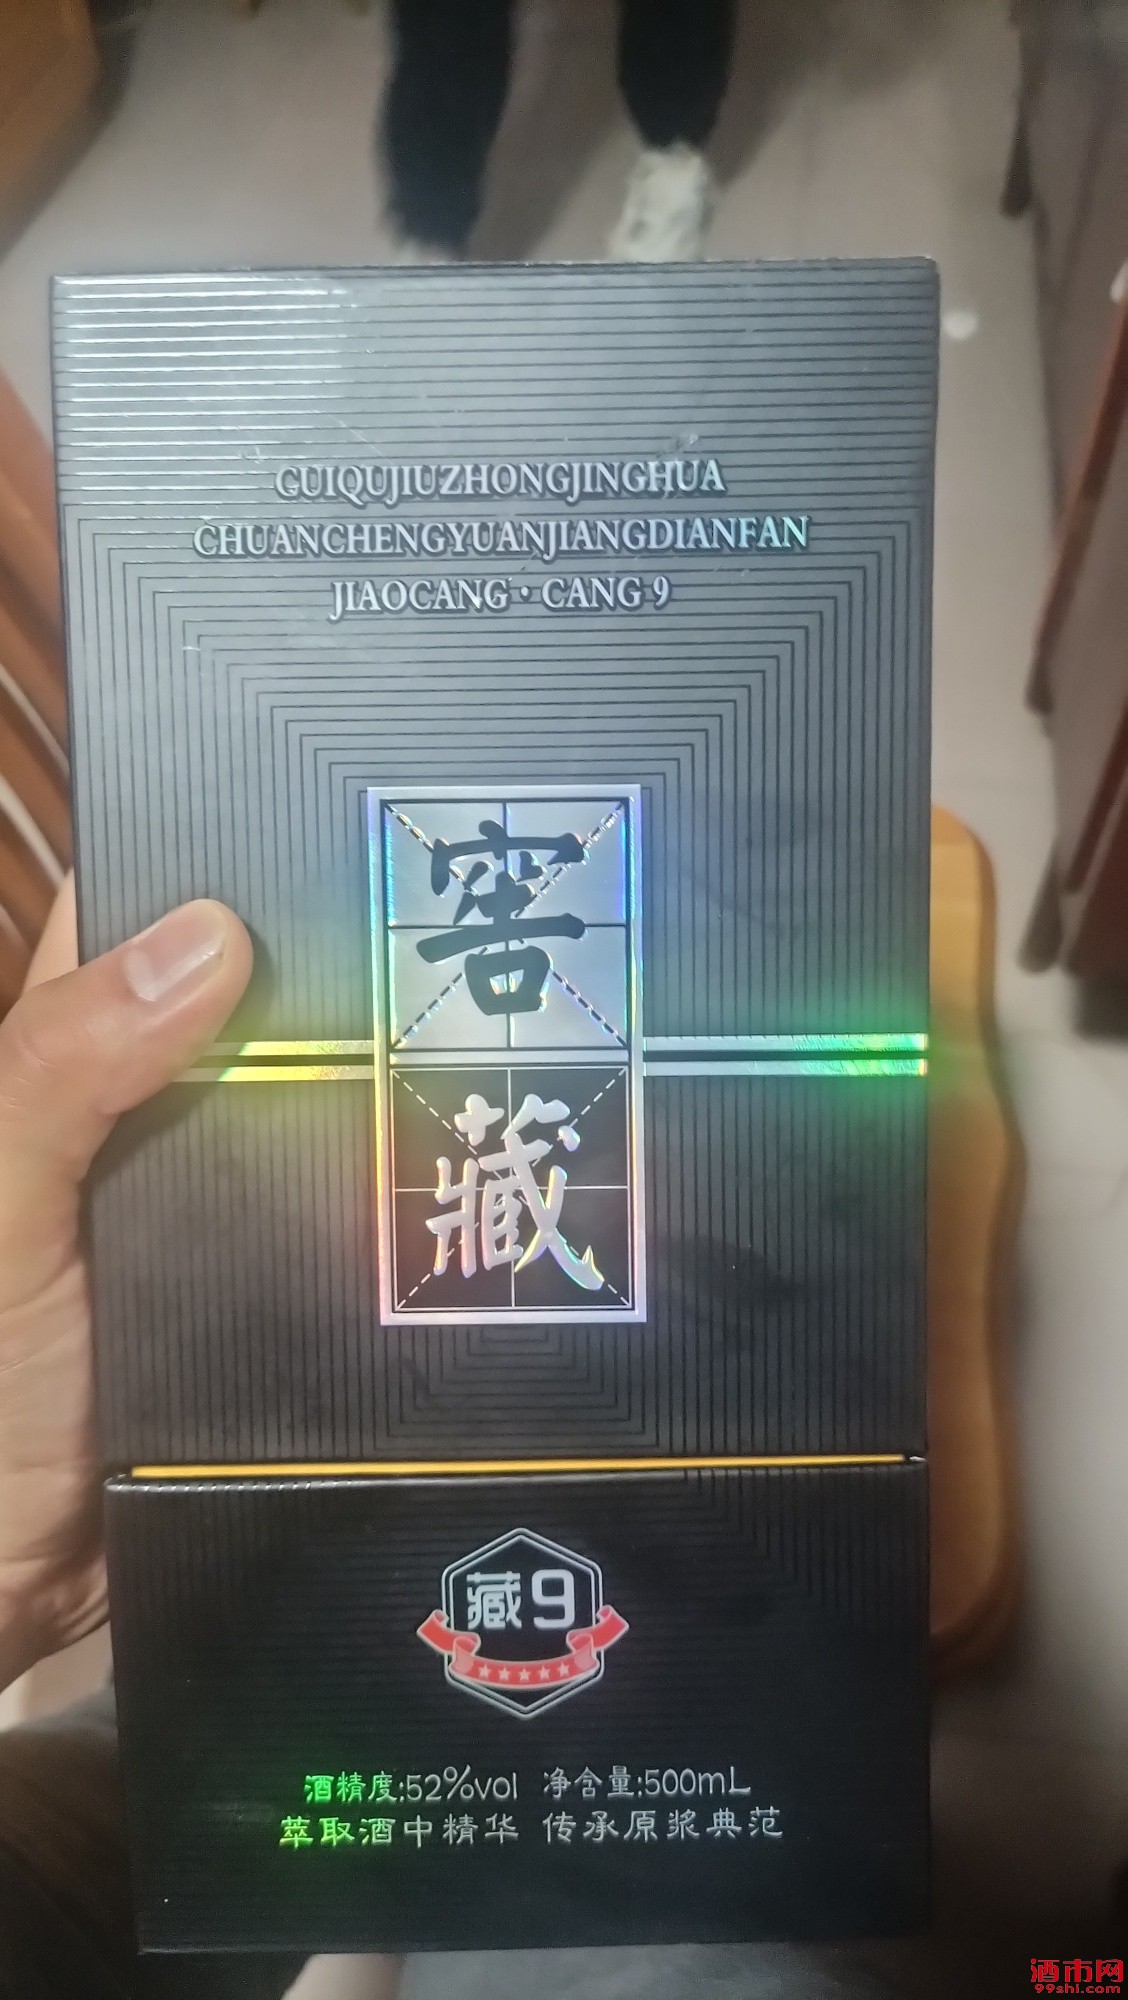 GUIQUJIUZHONGJINGHUA
CHUANCHENGYUANJIANGDIANFAN
JIAOCANG·CANG 9
窖
藏
藏9
酒精度:52%vol 净含量:500mL
萃取酒中精华 传承原浆典范
酒市网
99shi.com